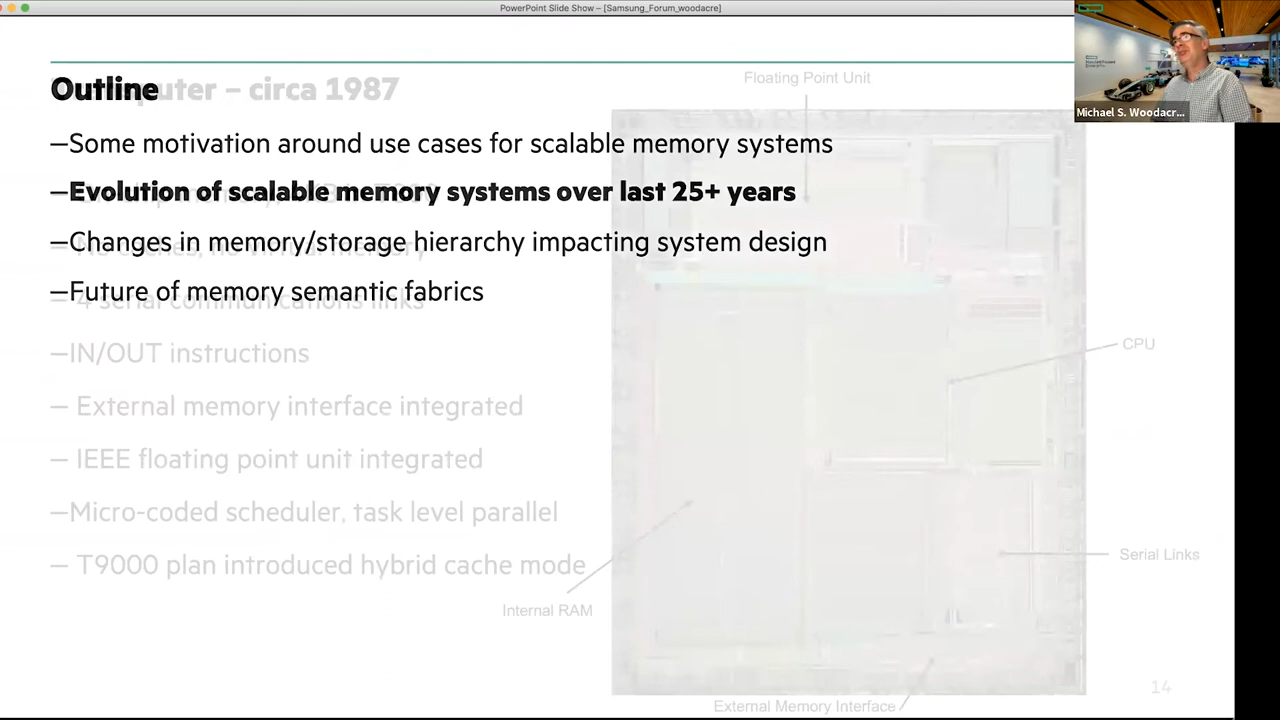 PowerPoint Slide Show – [Samsung_Forum_woodacre]
Michael S. Woodacr...
Outline
uter – circa 1987
Floating Point Unit
—Some motivation around use cases for scalable memory systems
—Evolution of scalable memory systems over last 25+ years
—Changes in memory/storage hierarchy impacting system design
—Future of memory semantic fabrics
— 4 serial communications links
—IN/OUT instructions
CPU
— External memory interface integrated
— IEEE floating point unit integrated
—Micro-coded scheduler, task level parallel
Serial Links
— T9000 plan introduced hybrid cache mode
Internal RAM
14
External Memory Interface